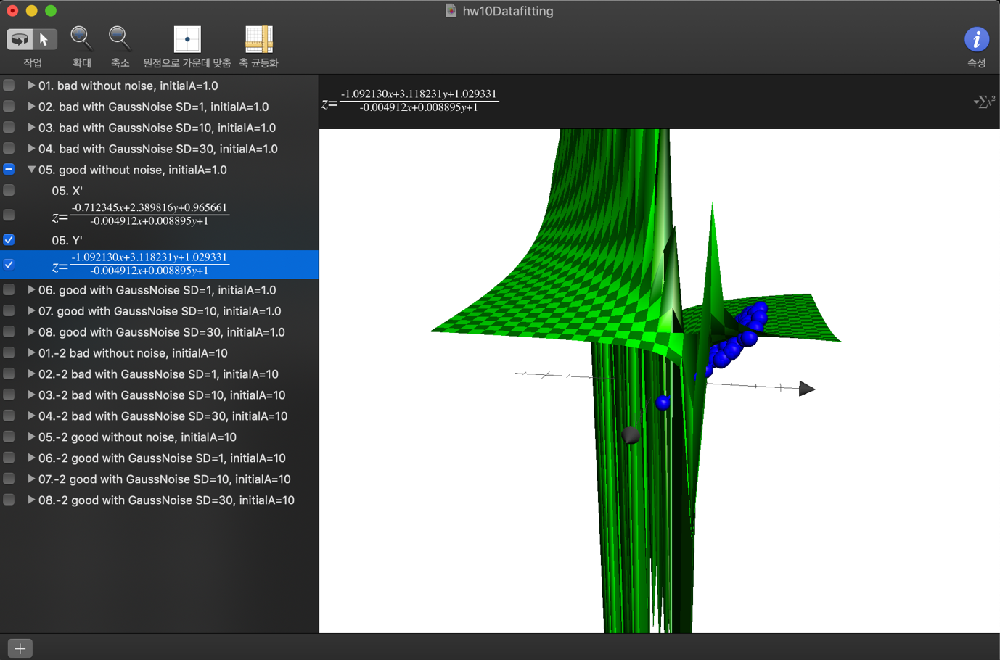 hw10Datafitting
작업
확대
축소
원점으로 가운데 맞춤
축 균등화
속성
01. bad without noise, initialA=1.0
02. bad with GaussNoise SD=1, initialA=1.0
03. bad with GaussNoise SD=10, initialA=1.0
04. bad with GaussNoise SD=30, initialA=1.0
05. good without noise, initialA=1.0
05. X'
z=
-0.712345x+2.389816y+0.965661
-0.004912x+0.008895y+1
05. Y'
z=
-1.092130x+3.118231y+1.029331
-0.004912x+0.008895y+1
06. good with GaussNoise SD=1, initialA=1.0
07. good with GaussNoise SD=10, initialA=1.0
08. good with GaussNoise SD=30, initialA=1.0
01.-2 bad without noise, initialA=10
02.-2 bad with GaussNoise SD=1, initialA=10
03.-2 bad with GaussNoise SD=10, initialA=10
04.-2 bad with GaussNoise SD=30, initialA=10
05.-2 good without noise, initialA=10
06.-2 good with GaussNoise SD=1, initialA=10
07.-2 good with GaussNoise SD=10, initialA=10
08.-2 good with GaussNoise SD=30, initialA=10
z=
-1.092130x+3.118231y+1.029331
-0.004912x+0.008895y+1
∑x²